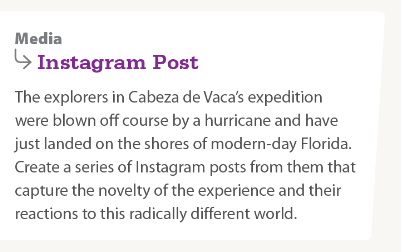 Media
Instagram Post
The explorers in Cabeza de Vaca's expedition
were blown off course by a hurricane and have
just landed on the shores of modern-day Florida.
Create a series of Instagram posts from them that
capture the novelty of the experience and their
reactions to this radically different world.